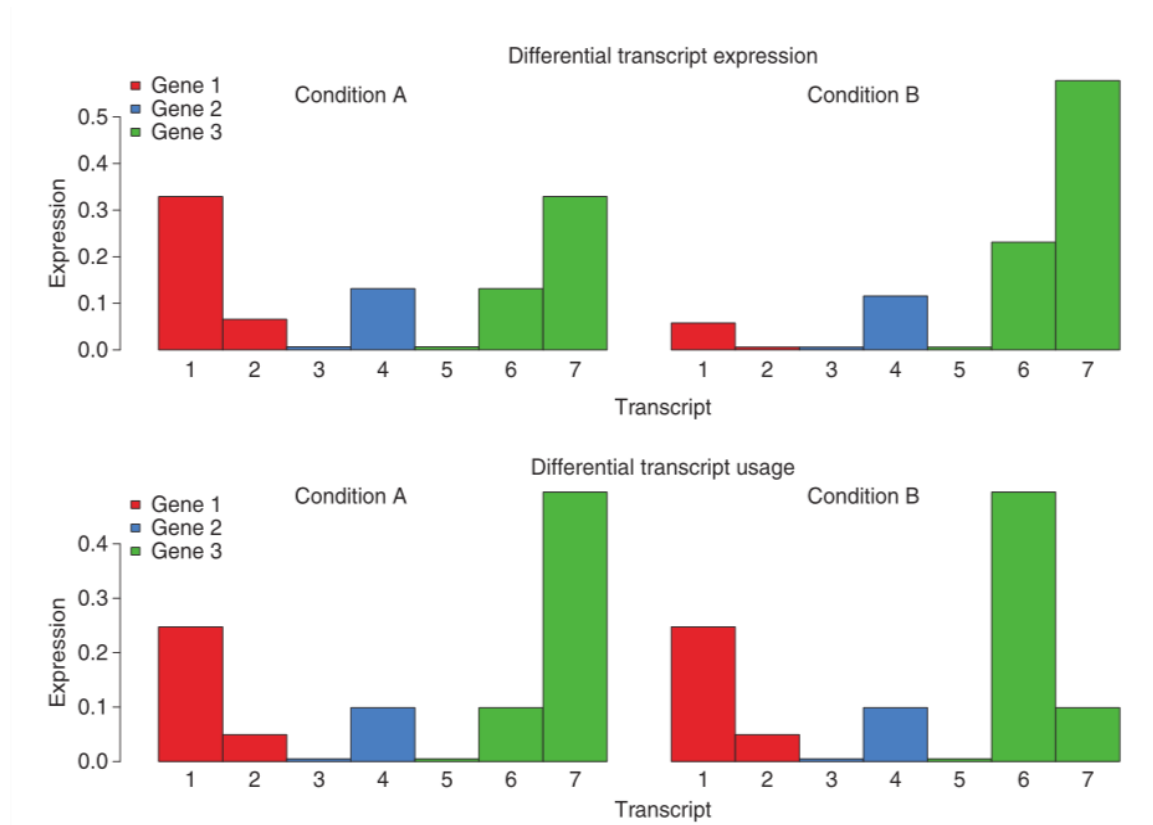 Differential transcript expression
Gene 1
Gene 2
Gene 3
Condition A
Condition B
Expression
0.5
0.4
0.3
0.2
0.1
0.0
1 2 3 4 5 6 7
1 2 3 4 5 6 7
Transcript
Differential transcript usage
Gene 1
Gene 2
Gene 3
Condition A
Condition B
Expression
0.4
0.3
0.2
0.1
0.0
1 2 3 4 5 6 7
1 2 3 4 5 6 7
Transcript